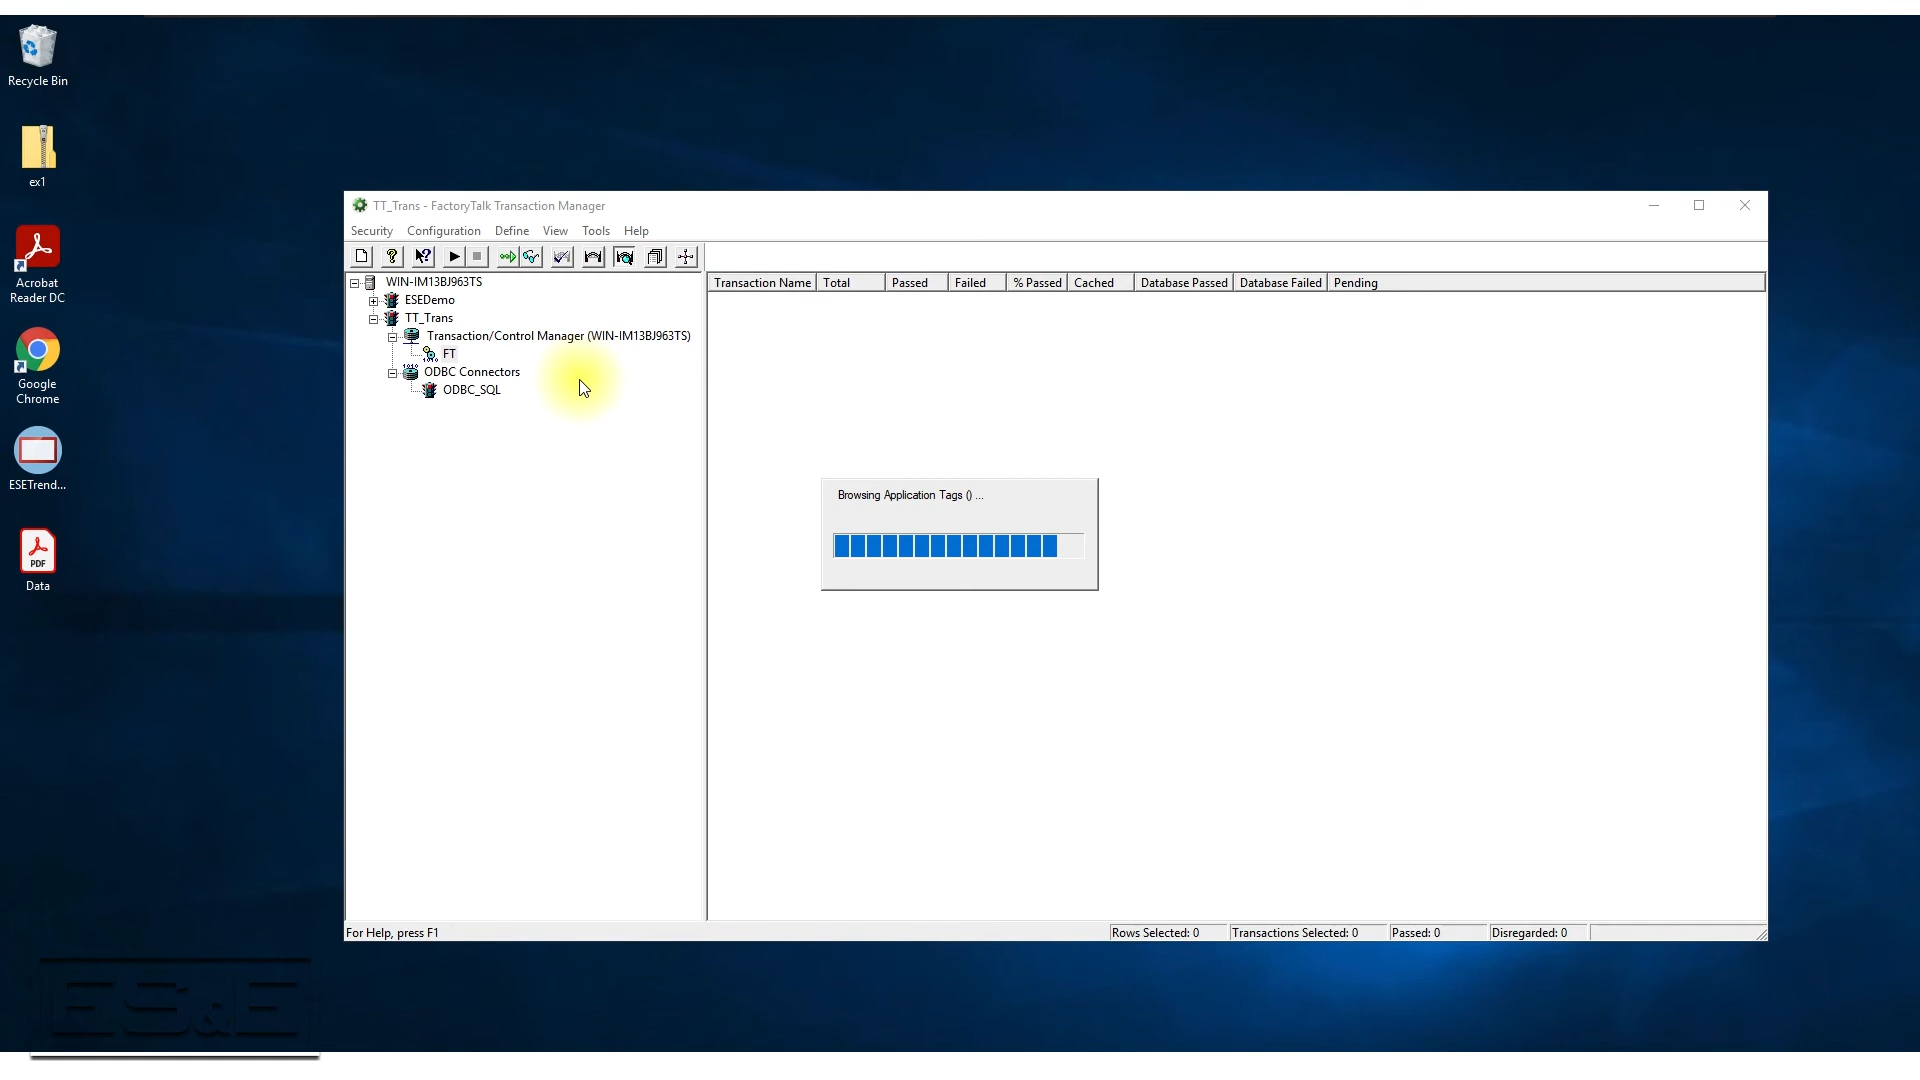 Recycle Bin
ex1
Acrobat
Reader DC
Google
Chrome
ESETrend...
PDF
Data
TT_Trans - FactoryTalk Transaction Manager
Security Configuration Define View Tools Help
WIN-IM13BJ963TS
ESEDemo
TT_Trans
Transaction/Control Manager (WIN-IM13BJ963TS)
FT
ODBC Connectors
ODBC_SQL
Transaction Name Total Passed Failed % Passed Cached Database Passed Database Failed Pending
Browsing Application Tags () ...
For Help, press F1
Rows Selected: 0 Transactions Selected: 0 Passed: 0 Disregarded: 0
ES&E